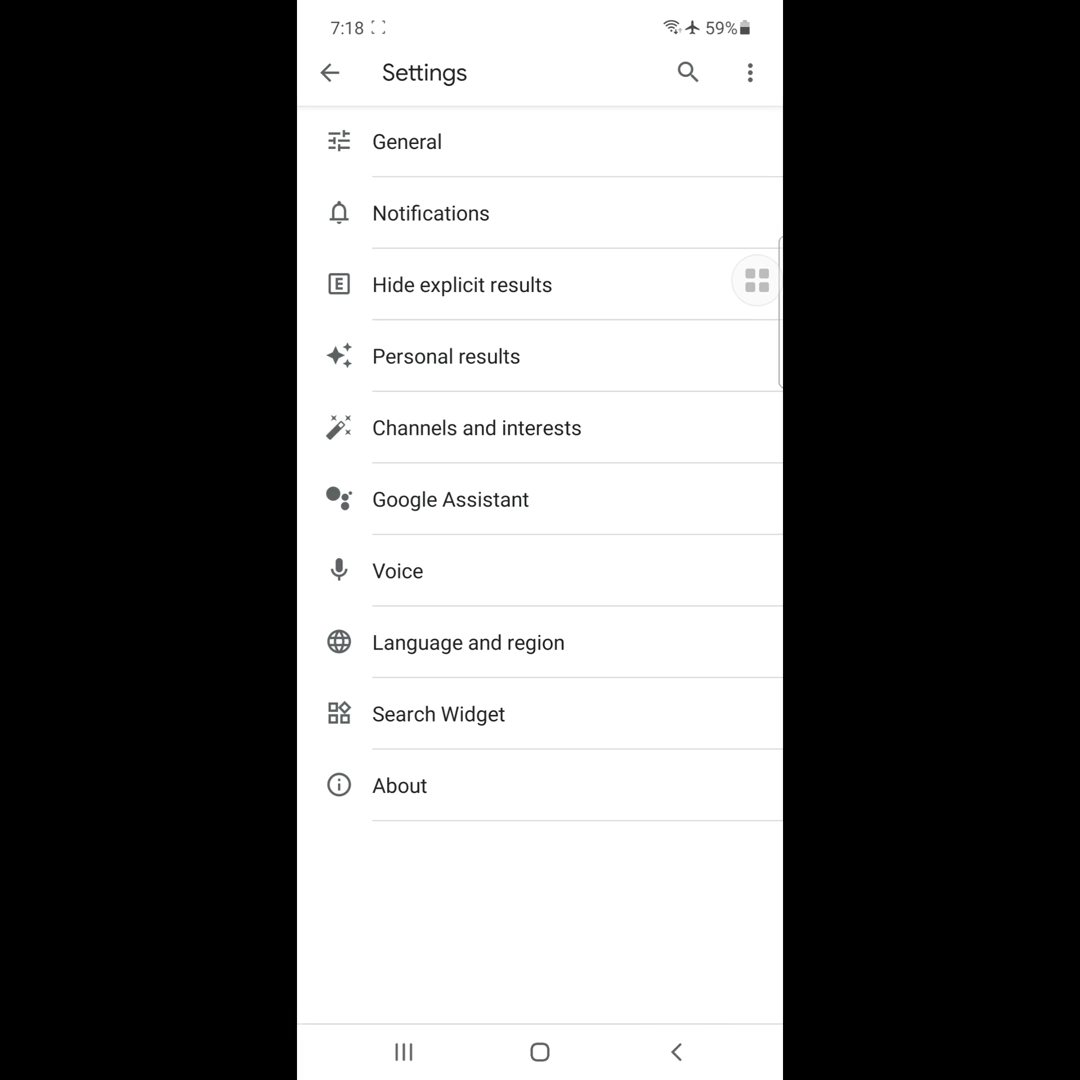 7:18 59%
Settings
General
Notifications
E Hide explicit results
Personal results
Channels and interests
Google Assistant
Voice
Language and region
Search Widget
About